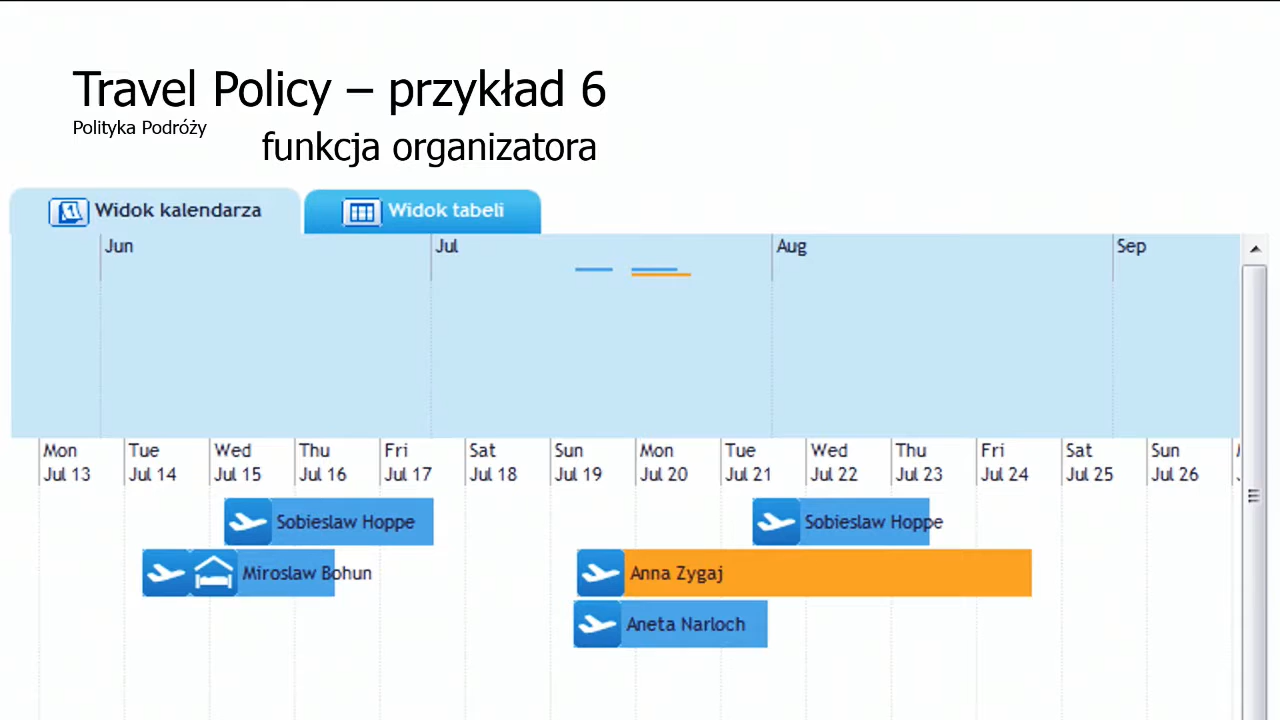 Travel Policy – przykład 6
Polityka Podróży
funkcja organizatora
Widok kalendarza
Widok tabeli
Jun
Jul
Aug
Sep
Mon Tue Wed Thu Fri Sat Sun Mon Tue Wed Thu Fri Sat Sun
Jul 13 Jul 14 Jul 15 Jul 16 Jul 17 Jul 18 Jul 19 Jul 20 Jul 21 Jul 22 Jul 23 Jul 24 Jul 25 Jul 26
Sobieslaw Hoppe
Sobieslaw Hoppe
Miroslaw Bohun
Anna Zygaj
Aneta Narloch